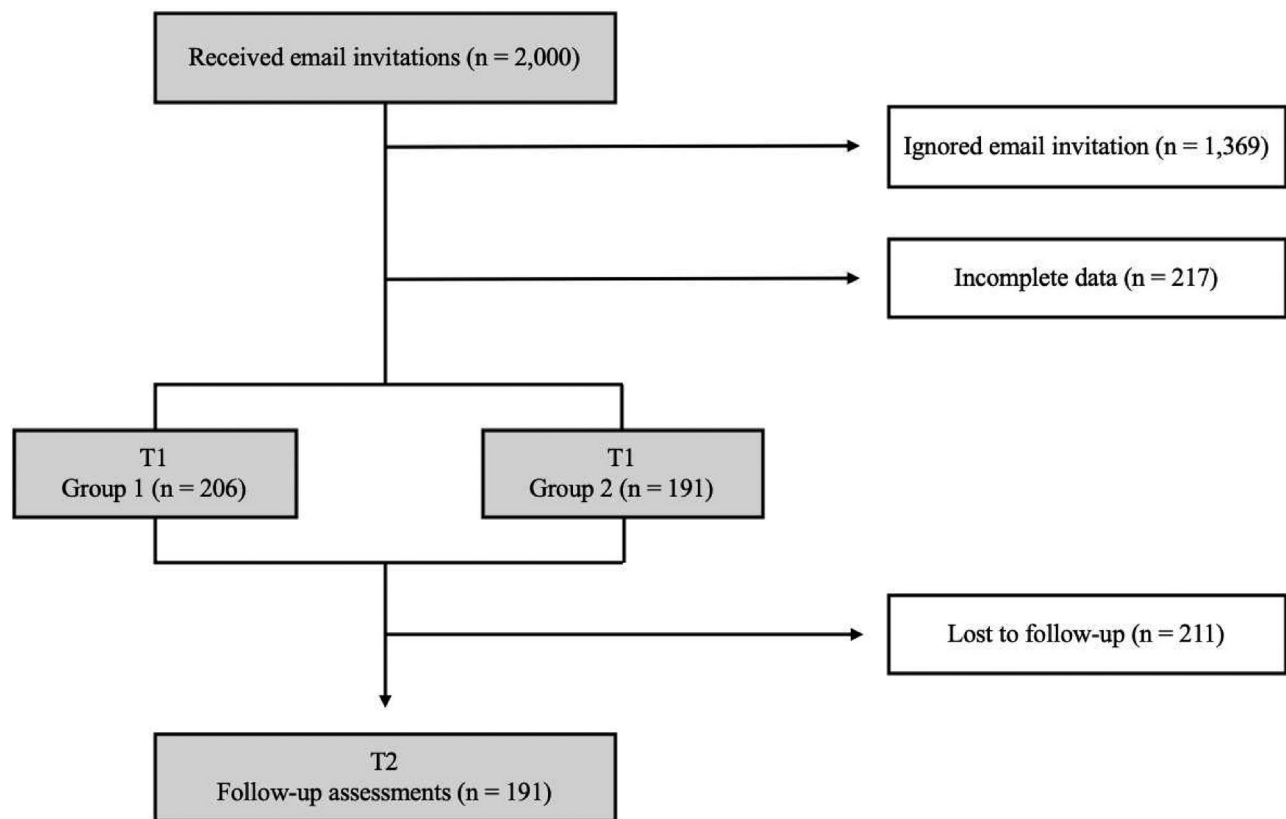 Received email invitations (n = 2,000)
Ignored email invitation (n = 1,369)
Incomplete data (n = 217)
T1
Group 1 (n = 206)
T1
Group 2 (n = 191)
Lost to follow-up (n = 211)
T2
Follow-up assessments (n = 191)